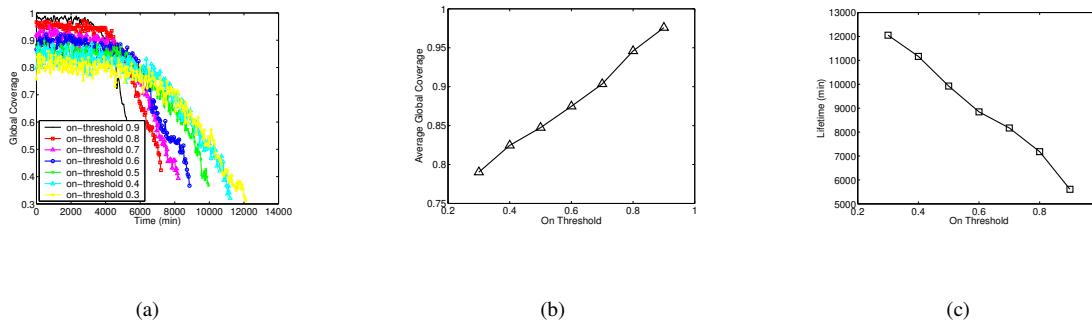 1
0.9
0.8
0.7
0.6
0.5
0.4
0.3
Global Coverage
on−threshold 0.9
on−threshold 0.8
on−threshold 0.7
on−threshold 0.6
on−threshold 0.5
on−threshold 0.4
on−threshold 0.3
0 2000 4000 6000 8000 10000 12000 14000
Time (min)
(a)
1
0.95
0.9
0.85
0.8
0.75
Average Global Coverage
0.2 0.4 0.6 0.8 1
On Threshold
(b)
13000
12000
11000
10000
9000
8000
7000
6000
5000
Lifetime (min)
0.2 0.4 0.6 0.8
On Threshold
(c)